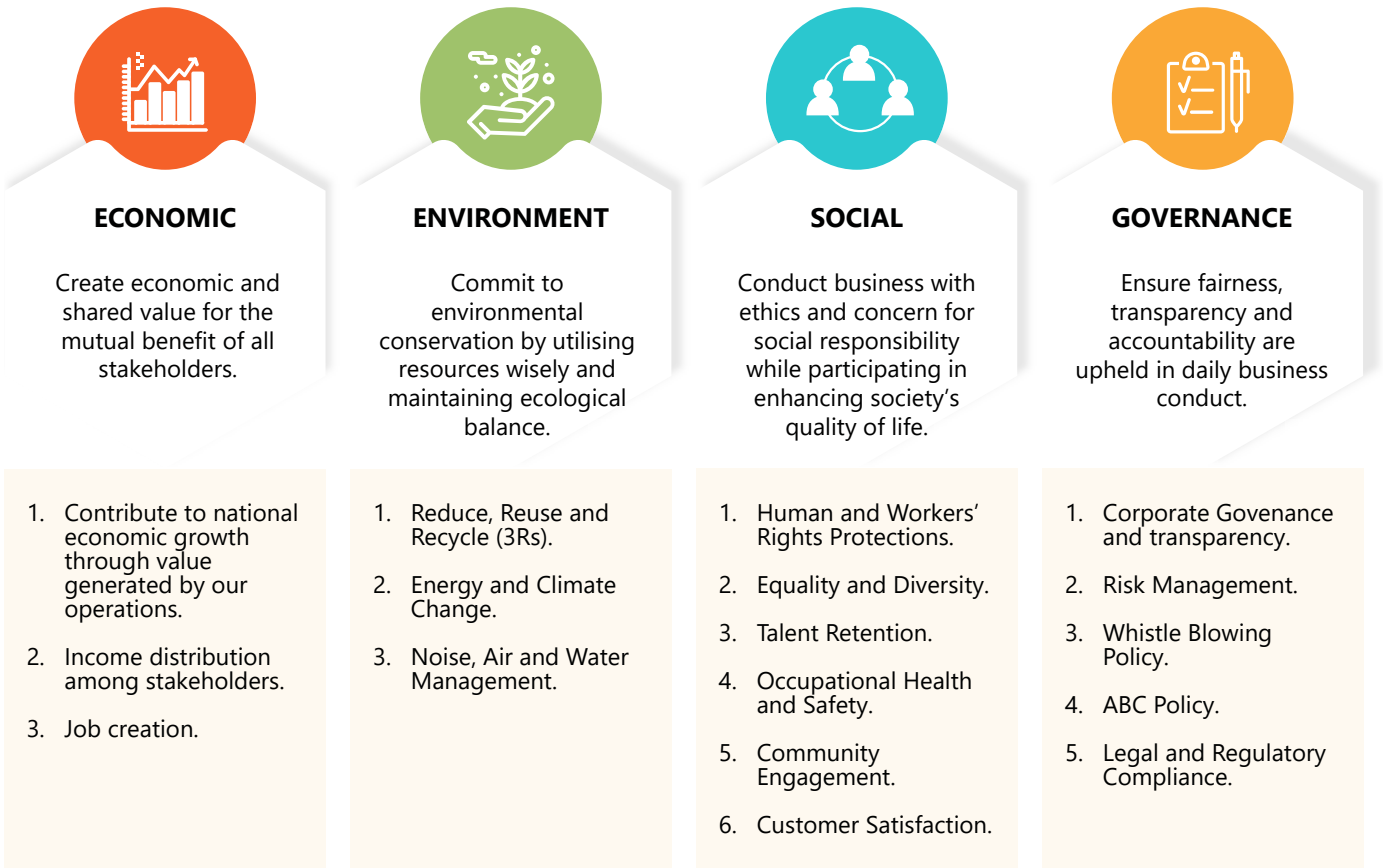 ECONOMIC
Create economic and
shared value for the
mutual benefit of all
stakeholders.
1. Contribute to national
economic growth
through value
generated by our
operations.
2. Income distribution
among stakeholders.
3. Job creation.
ENVIRONMENT
Commit to
environmental
conservation by utilising
resources wisely and
maintaining ecological
balance.
1. Reduce, Reuse and
Recycle (3Rs).
2. Energy and Climate
Change.
3. Noise, Air and Water
Management.
SOCIAL
Conduct business with
ethics and concern for
social responsibility
while participating in
enhancing society’s
quality of life.
1. Human and Workers’
Rights Protections.
2. Equality and Diversity.
3. Talent Retention.
4. Occupational Health
and Safety.
5. Community
Engagement.
6. Customer Satisfaction.
GOVERNANCE
Ensure fairness,
transparency and
accountability are
upheld in daily business
conduct.
1. Corporate Govenance
and transparency.
2. Risk Management.
3. Whistle Blowing
Policy.
4. ABC Policy.
5. Legal and Regulatory
Compliance.